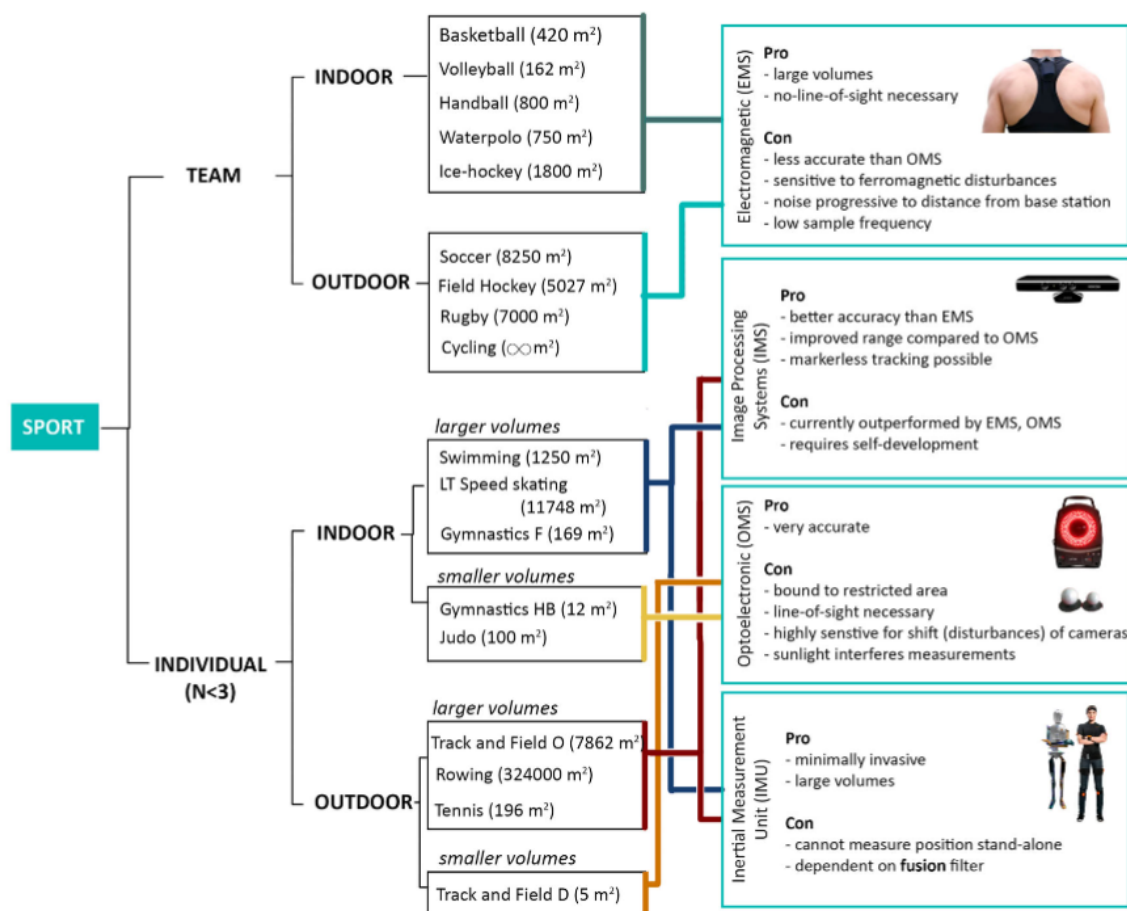 SPORT
TEAM
INDOOR
Basketball (420 m²)
Volleyball (162 m²)
Handball (800 m²)
Waterpolo (750 m²)
Ice-hockey (1800 m²)
OUTDOOR
Soccer (8250 m²)
Field Hockey (5027 m²)
Rugby (7000 m²)
Cycling (∞ m²)
INDIVIDUAL
(N<3)
INDOOR
larger volumes
Swimming (1250 m²)
LT Speed skating
(11748 m²)
Gymnastics F (169 m²)
smaller volumes
Gymnastics HB (12 m²)
Judo (100 m²)
OUTDOOR
larger volumes
Track and Field O (7862 m²)
Rowing (324000 m²)
Tennis (196 m²)
smaller volumes
Track and Field D (5 m²)
Electromagnetic (EMS)
Pro
- large volumes
- no-line-of-sight necessary
Con
- less accurate than OMS
- sensitive to ferromagnetic disturbances
- noise progressive to distance from base station
- low sample frequency
Image Processing
Systems (IMS)
Pro
- better accuracy than EMS
- improved range compared to OMS
- markerless tracking possible
Con
- currently outperformed by EMS, OMS
- requires self-development
Optoelectronic (OMS)
Pro
- very accurate
Con
- bound to restricted area
- line-of-sight necessary
- highly senstive for shift (disturbances) of cameras
- sunlight interferes measurements
Inertial Measurement
Unit (IMU)
Pro
- minimally invasive
- large volumes
Con
- cannot measure position stand-alone
- dependent on fusion filter